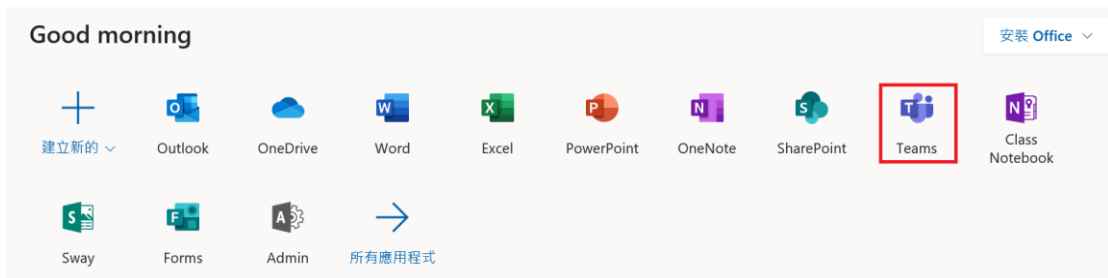 Good morning
安裝 Office
建立新的
Outlook
OneDrive
Word
Excel
PowerPoint
OneNote
SharePoint
Teams
Class
Notebook
Sway
Forms
Admin
所有應用程式